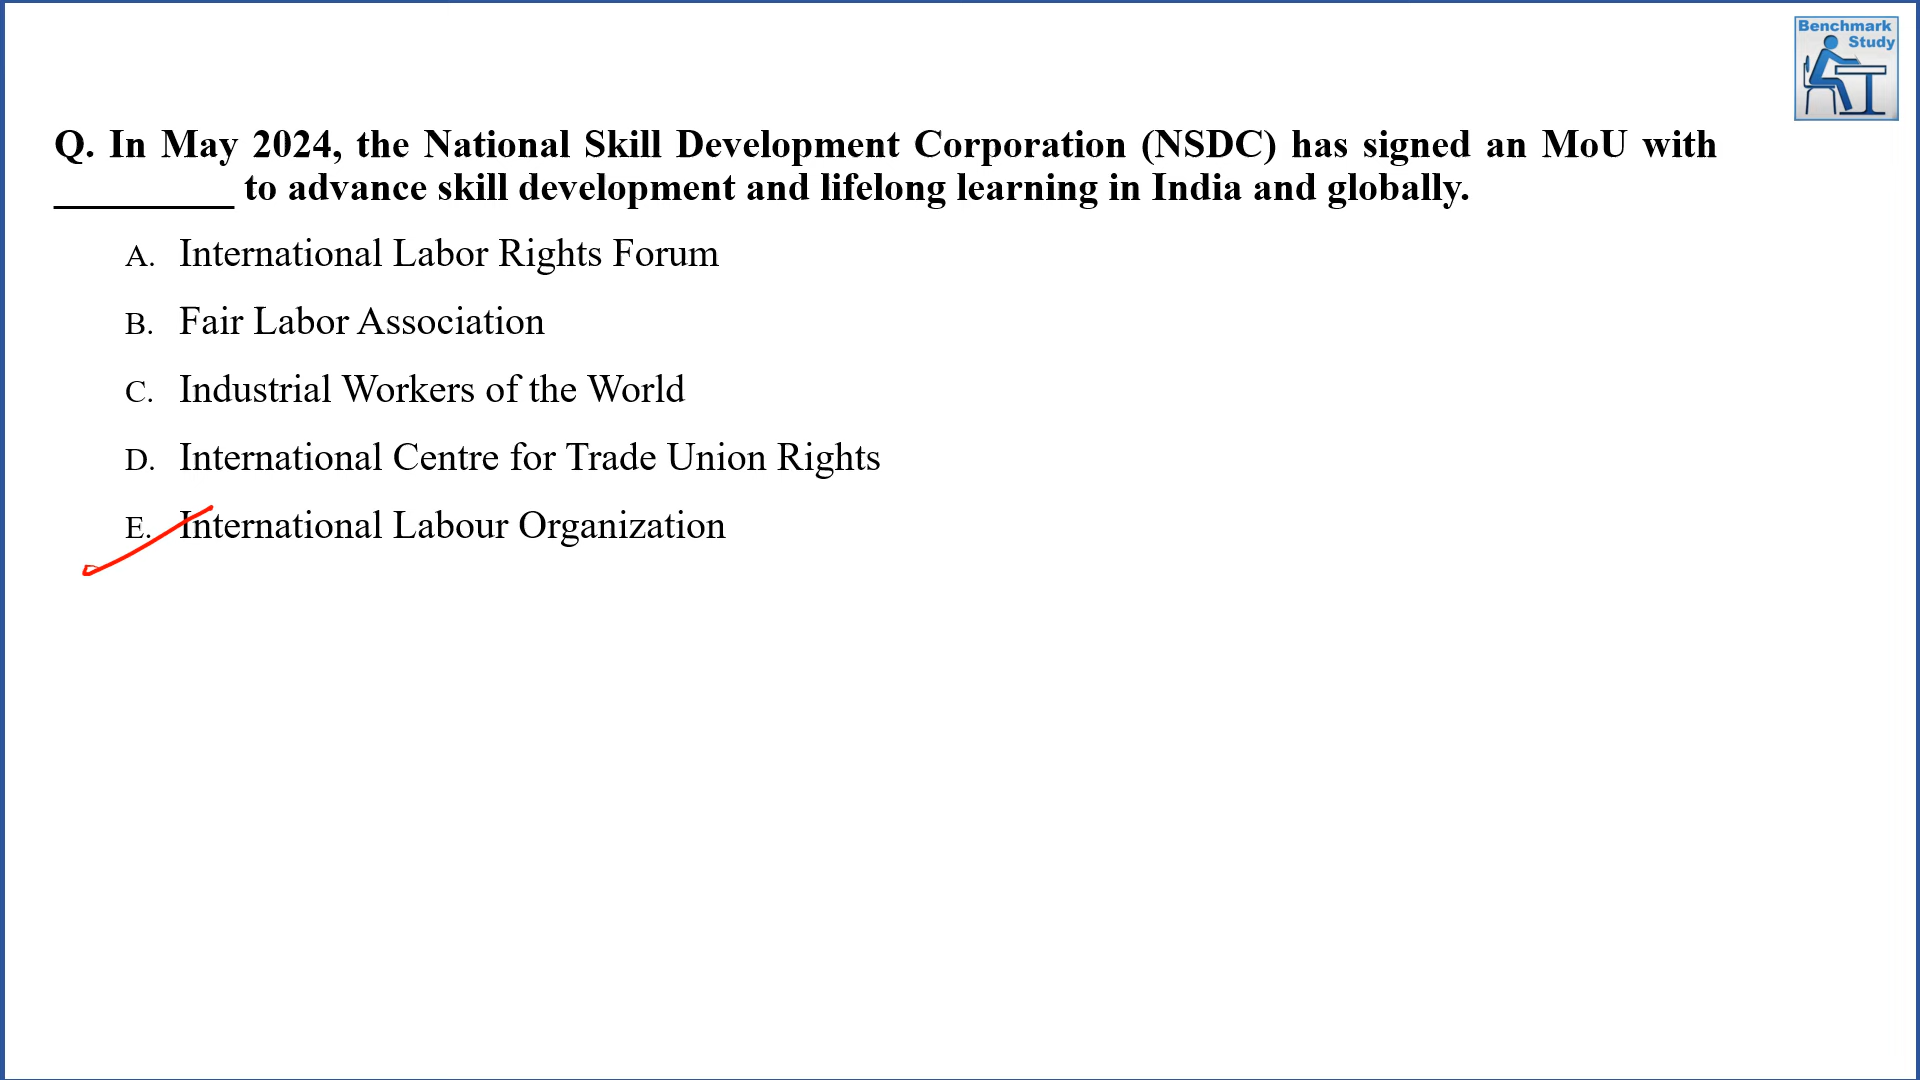 Benchmark
Study
Q. In May 2024, the National Skill Development Corporation (NSDC) has signed an MoU with
_________ to advance skill development and lifelong learning in India and globally.
A. International Labor Rights Forum
B. Fair Labor Association
C. Industrial Workers of the World
D. International Centre for Trade Union Rights
E. International Labour Organization